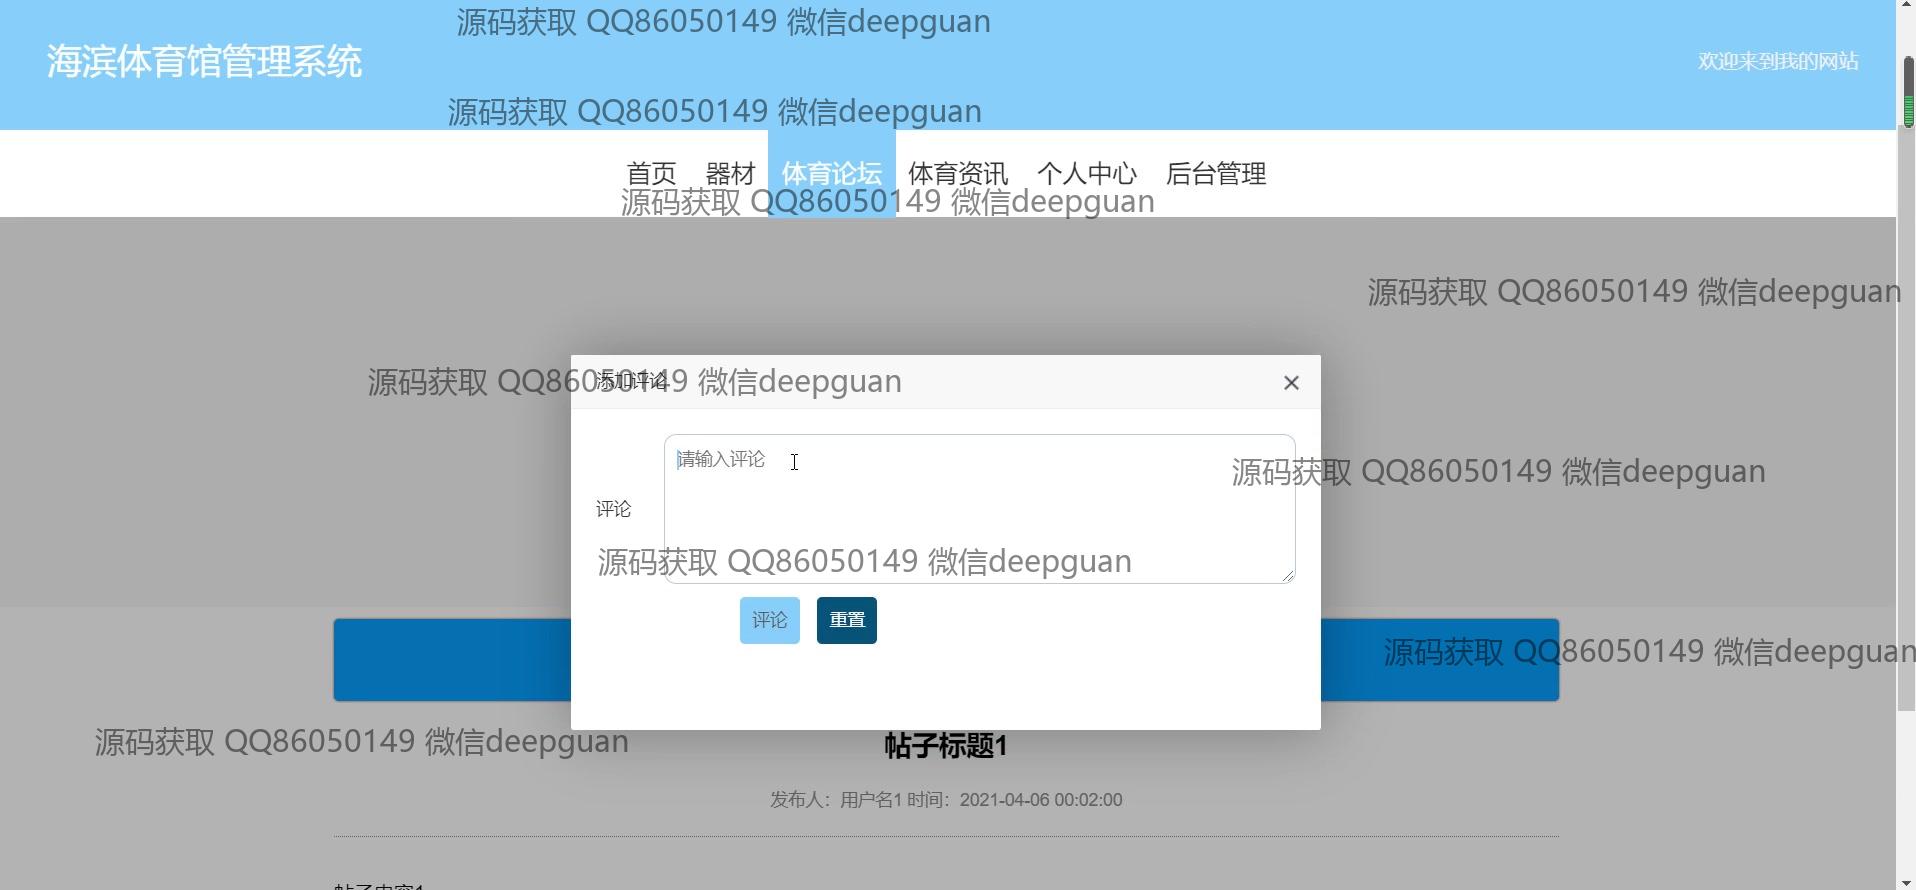 源码获取 QQ86050149 微信deepguan
海滨体育馆管理系统
欢迎来到我的网站
源码获取 QQ86050149 微信deepguan
首页 器材 体育论坛 体育资讯 个人中心 后台管理
源码获取 QQ86050149 微信deepguan
源码获取 QQ86050149 微信deepguan
添加评论
源码获取 QQ86050149 微信deepguan
请输入评论
源码获取 QQ86050149 微信deepguan
评论
源码获取 QQ86050149 微信deepguan
评论 重置
源码获取 QQ86050149 微信deepguan
源码获取 QQ86050149 微信deepguan
帖子标题1
发布人：用户名1 时间：2021-04-06 00:02:00
帖子内容1